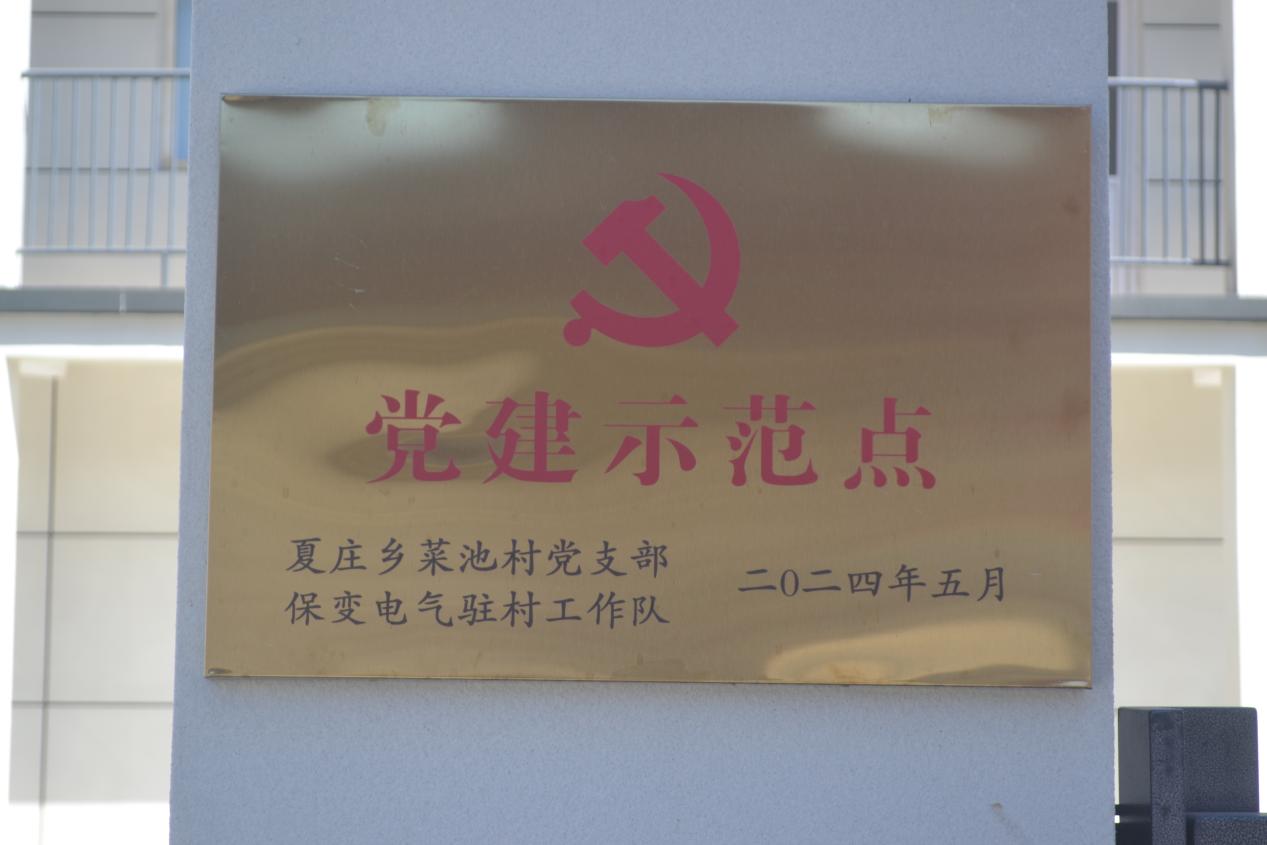 党建示范点
夏庄乡菜池村党支部
保变电气驻村工作队
二0二四年五月